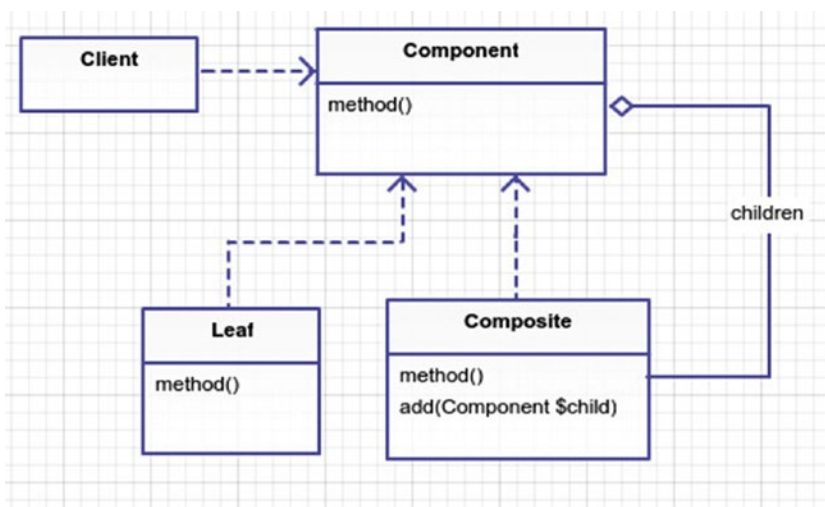 Client
Component
method()
children
Leaf
method()
Composite
method()
add(Component $child)